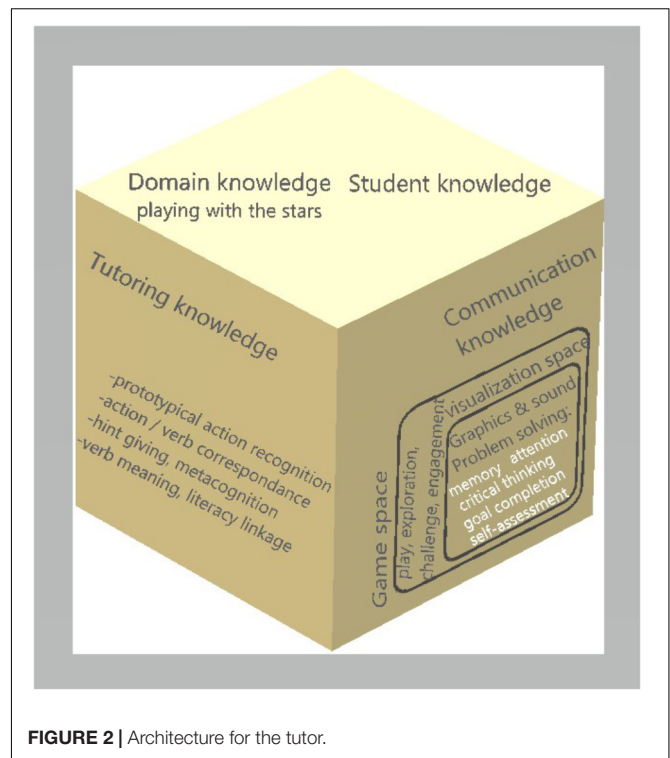 Domain knowledge
playing with the stars
Student knowledge
Tutoring knowledge
-prototypical action recognition
-action / verb correspondance
-hint giving, metacognition
-verb meaning, literacy linkage
Communication
knowledge
Game space
play, exploration,
challenge, engagement
visualization space
Graphics & sound
Problem solving:
memory attention
critical thinking
goal completion
self-assessment
FIGURE 2 | Architecture for the tutor.